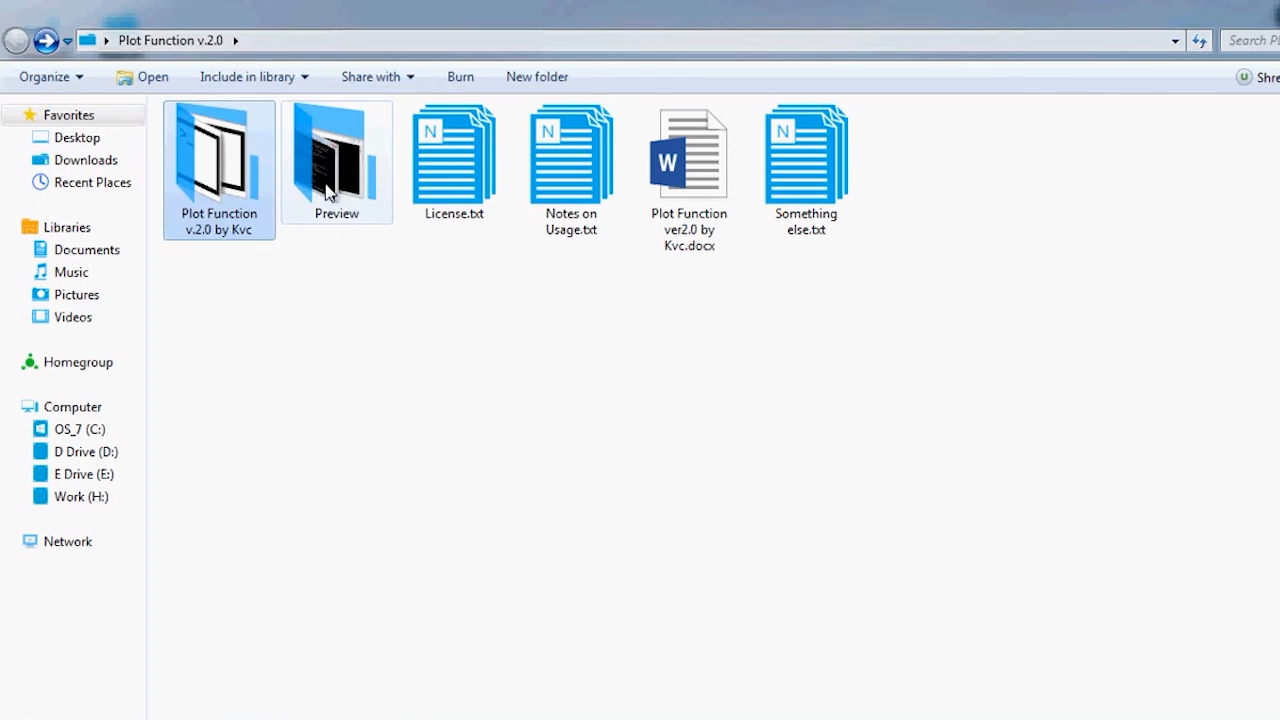 Plot Function v.2.0
Search Pl
Organize Open Include in library Share with Burn New folder
Shre
Favorites
Desktop
Downloads
Recent Places
Libraries
Documents
Music
Pictures
Videos
Homegroup
Computer
OS_7 (C:)
D Drive (D:)
E Drive (E:)
Work (H:)
Network
Plot Function
v.2.0 by Kvc
Preview
N
License.txt
N
Notes on
Usage.txt
W
Plot Function
ver2.0 by
Kvc.docx
N
Something
else.txt